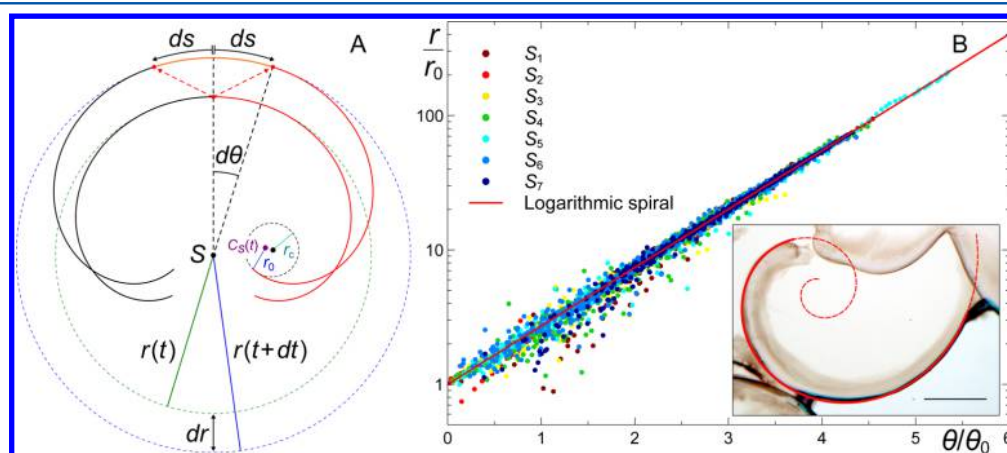 ds ds A
dθ
S
C_S(t)
r_c
r_0
r(t)
r(t+dt)
dr
r/r_0
B
100
10
1
S_1
S_2
S_3
S_4
S_5
S_6
S_7
Logarithmic spiral
0 1 2 3 4 5 θ/θ_0 6